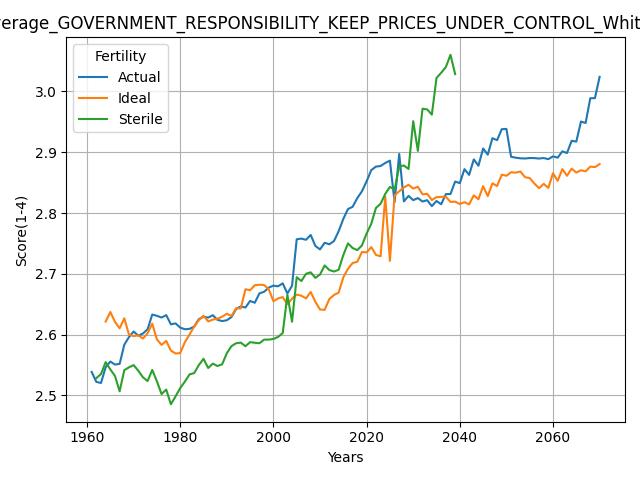 verage_GOVERNMENT_RESPONSIBILITY_KEEP_PRICES_UNDER_CONTROL_Whit
Fertility
Actual
Ideal
Sterile
Score(1-4)
3.0
2.9
2.8
2.7
2.6
2.5
1960 1980 2000 2020 2040 2060
Years